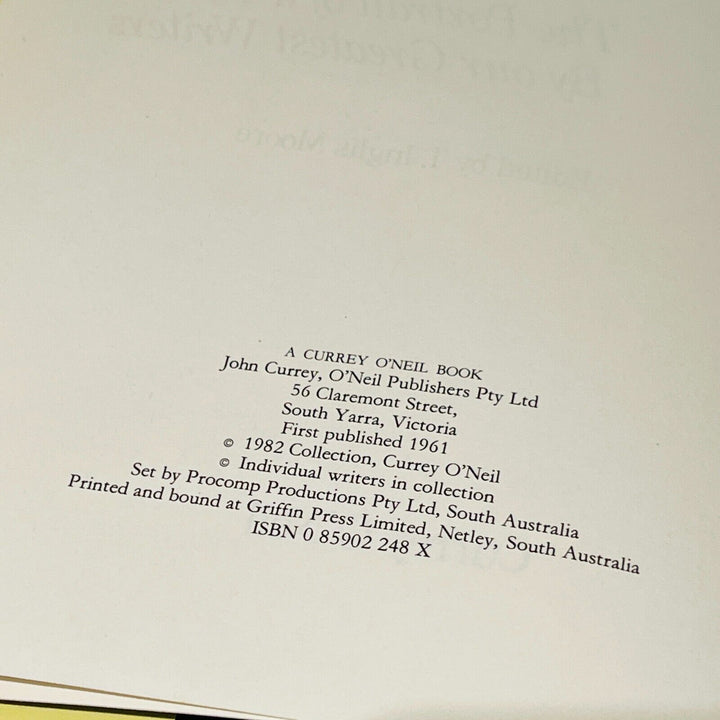 A CURREY O'NEIL BOOK
John Currey, O'Neil Publishers Pty Ltd
56 Claremont Street,
South Yarra, Victoria
First published 1961
© 1982 Collection, Currey O'Neil
© Individual writers in collection
Set by Procomp Productions Pty Ltd, South Australia
Printed and bound at Griffin Press Limited, Netley, South Australia
ISBN 0 85902 248 X